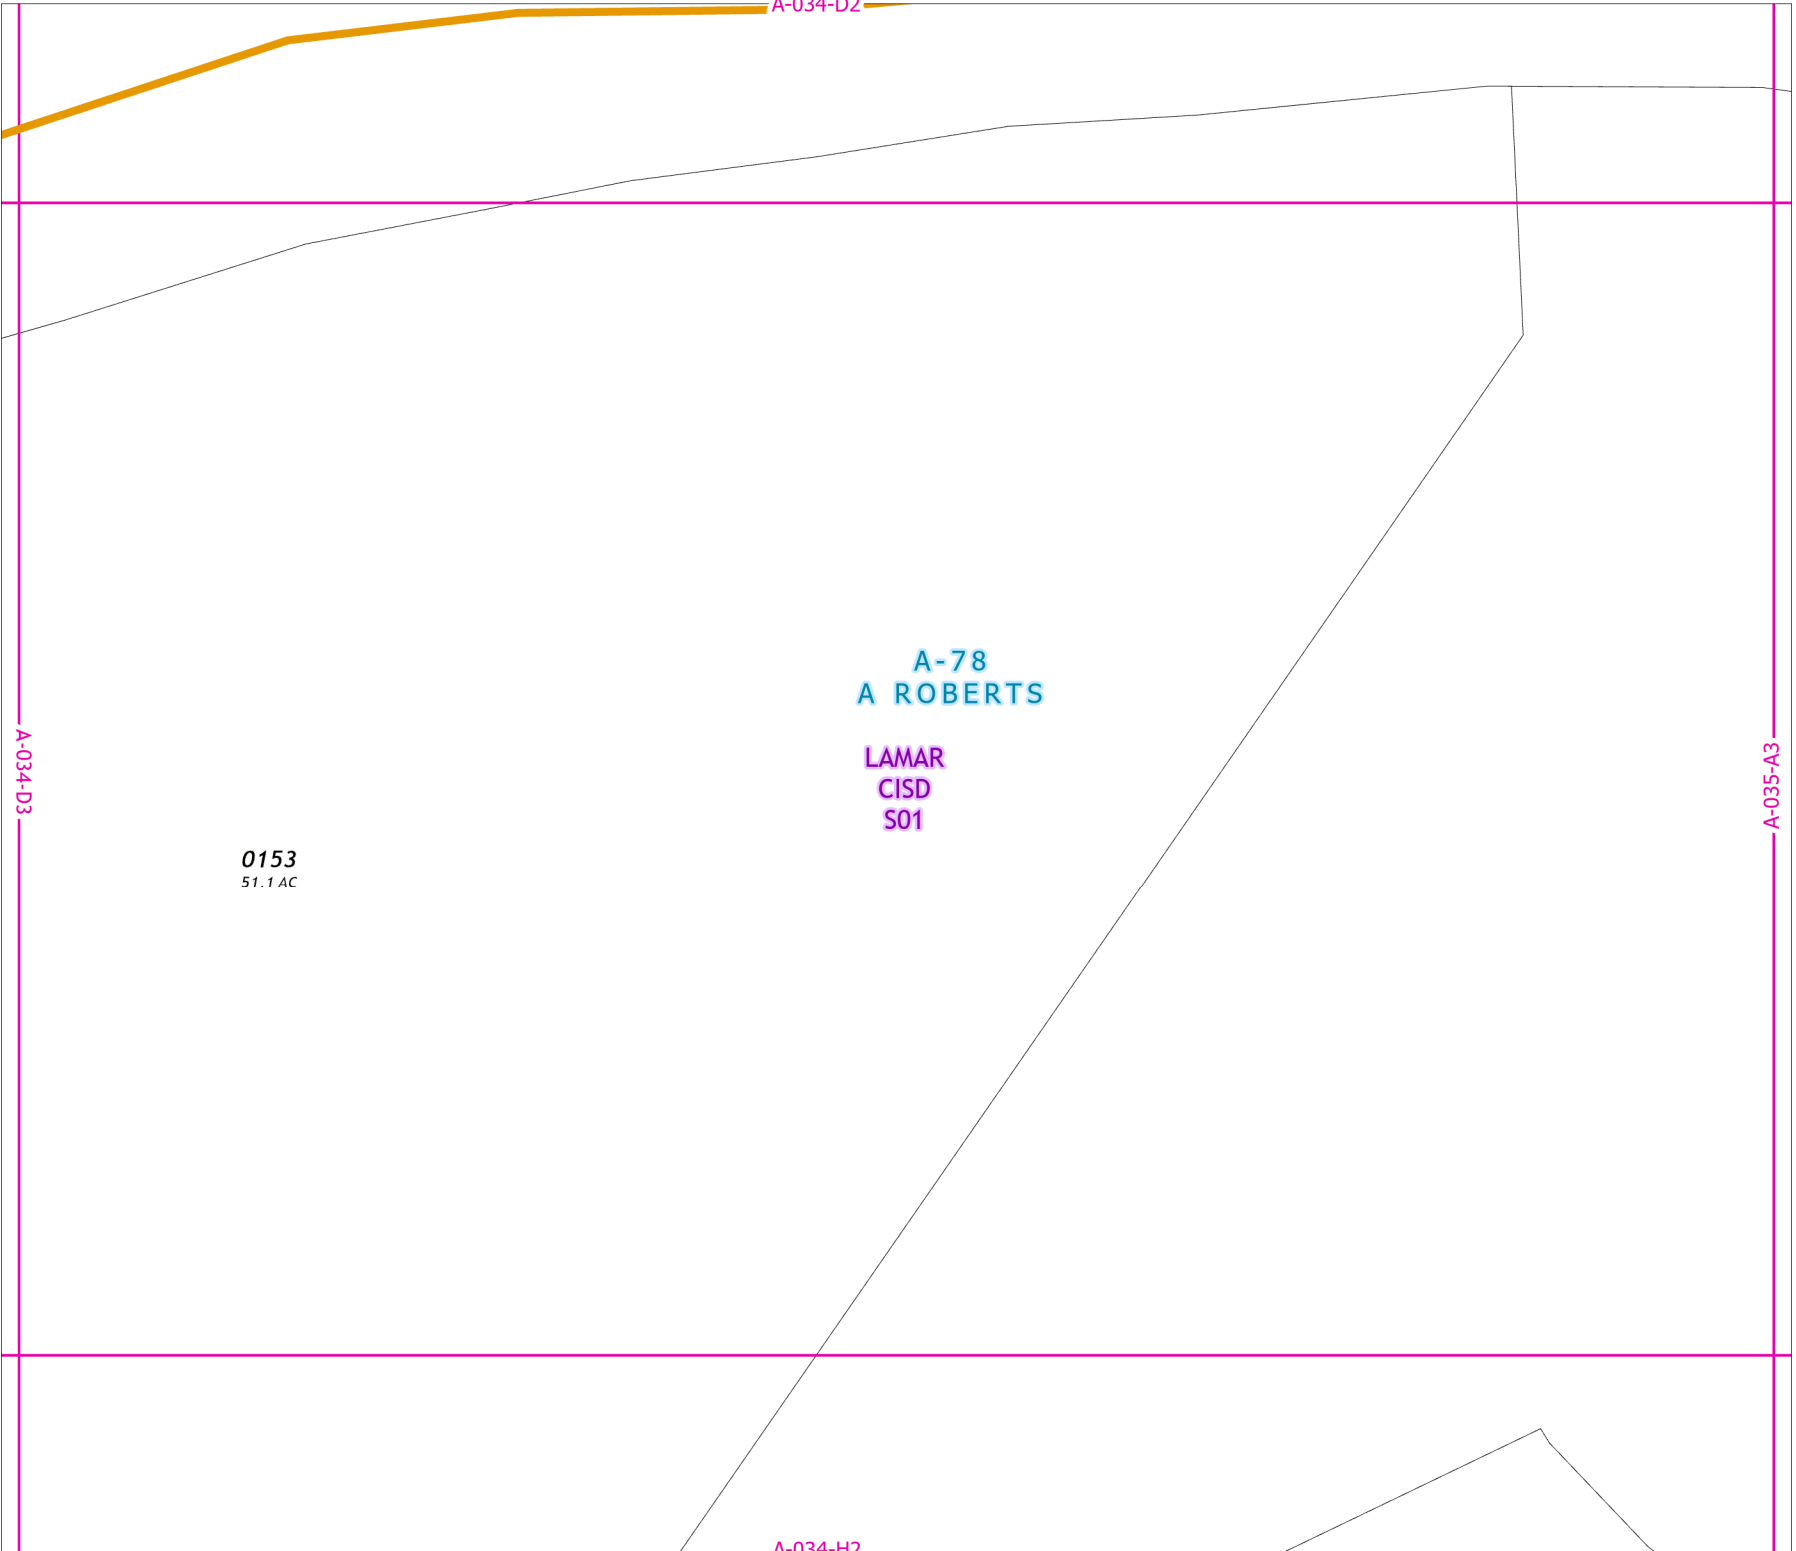 A-034-D2
A-78
A ROBERTS
LAMAR
CISD
S01
A-034-D3
A-035-A3
0153
51.1 AC
A-034-H2